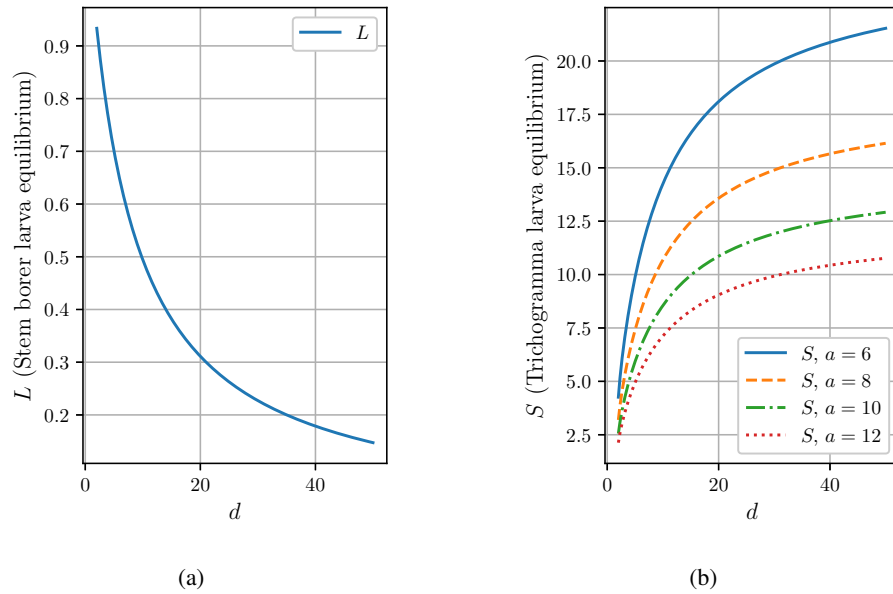 L (Stem borer larva equilibrium)
0.9
0.8
0.7
0.6
0.5
0.4
0.3
0.2
0
20
40
d
L
(a)
S (Trichogramma larva equilibrium)
20.0
17.5
15.0
12.5
10.0
7.5
5.0
2.5
0
20
40
d
S, a = 6
S, a = 8
S, a = 10
S, a = 12
(b)